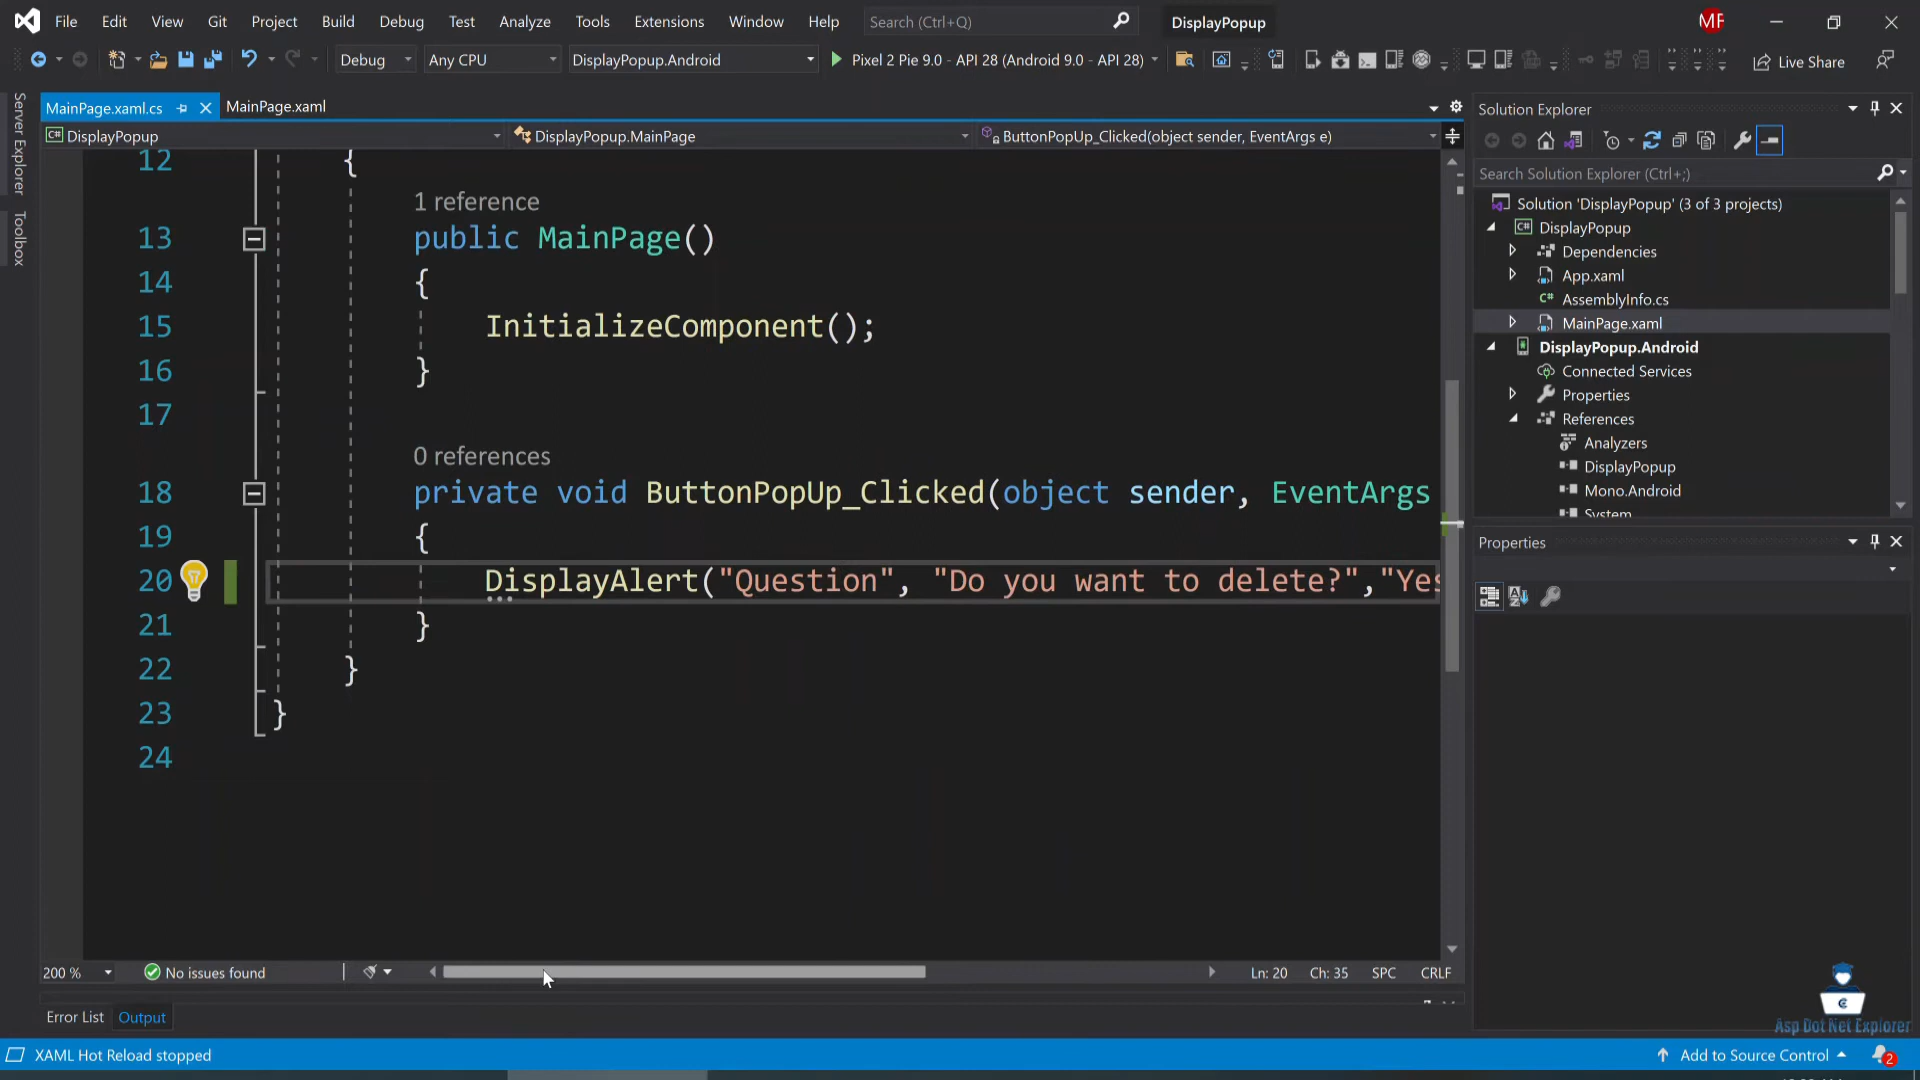 File Edit View Git Project Build Debug Test Analyze Tools Extensions Window Help Search (Ctrl+Q) DisplayPopup MF
Debug Any CPU DisplayPopup.Android Pixel 2 Pie 9.0 - API 28 (Android 9.0 - API 28) Live Share
Server Explorer
Toolbox
MainPage.xaml.cs MainPage.xaml
C# DisplayPopup DisplayPopup.MainPage ButtonPopUp_Clicked(object sender, EventArgs e)
12 {
1 reference
13 public MainPage()
14 {
15 InitializeComponent();
16 }
17
0 references
18 private void ButtonPopUp_Clicked(object sender, EventArgs
19 {
20 DisplayAlert("Question", "Do you want to delete?","Yes
21 }
22 }
23 }
24
200 % No issues found Ln: 20 Ch: 35 SPC CRLF
Error List Output
XAML Hot Reload stopped Add to Source Control 2
Solution Explorer
Search Solution Explorer (Ctrl+;)
Solution 'DisplayPopup' (3 of 3 projects)
C# DisplayPopup
Dependencies
App.xaml
C# AssemblyInfo.cs
MainPage.xaml
DisplayPopup.Android
Connected Services
Properties
References
Analyzers
DisplayPopup
Mono.Android
System
Properties
Asp Dot Net Explorer